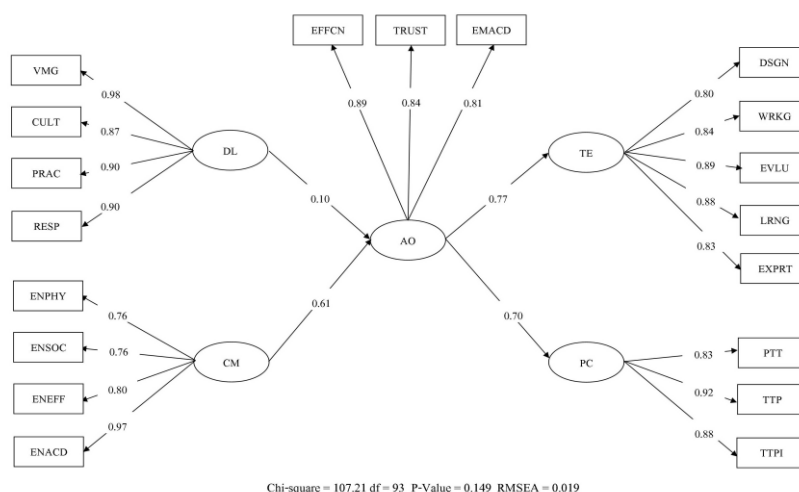 EFFCN TRUST EMACD
VMG
CULT
PRAC
RESP
0.98
0.87
0.90
0.90
DL
0.89
0.84
0.81
DSGN
WRKG
EVLU
LRNG
EXPRT
0.80
0.84
0.89
0.88
0.83
TE
0.10
0.77
AO
0.61
0.70
ENPHY
ENSOC
ENEFF
ENACD
0.76
0.76
0.80
0.97
CM
PC
0.83
0.92
0.88
PTT
TTP
TTPI
Chi-square = 107.21 df = 93 P-Value = 0.149 RMSEA = 0.019